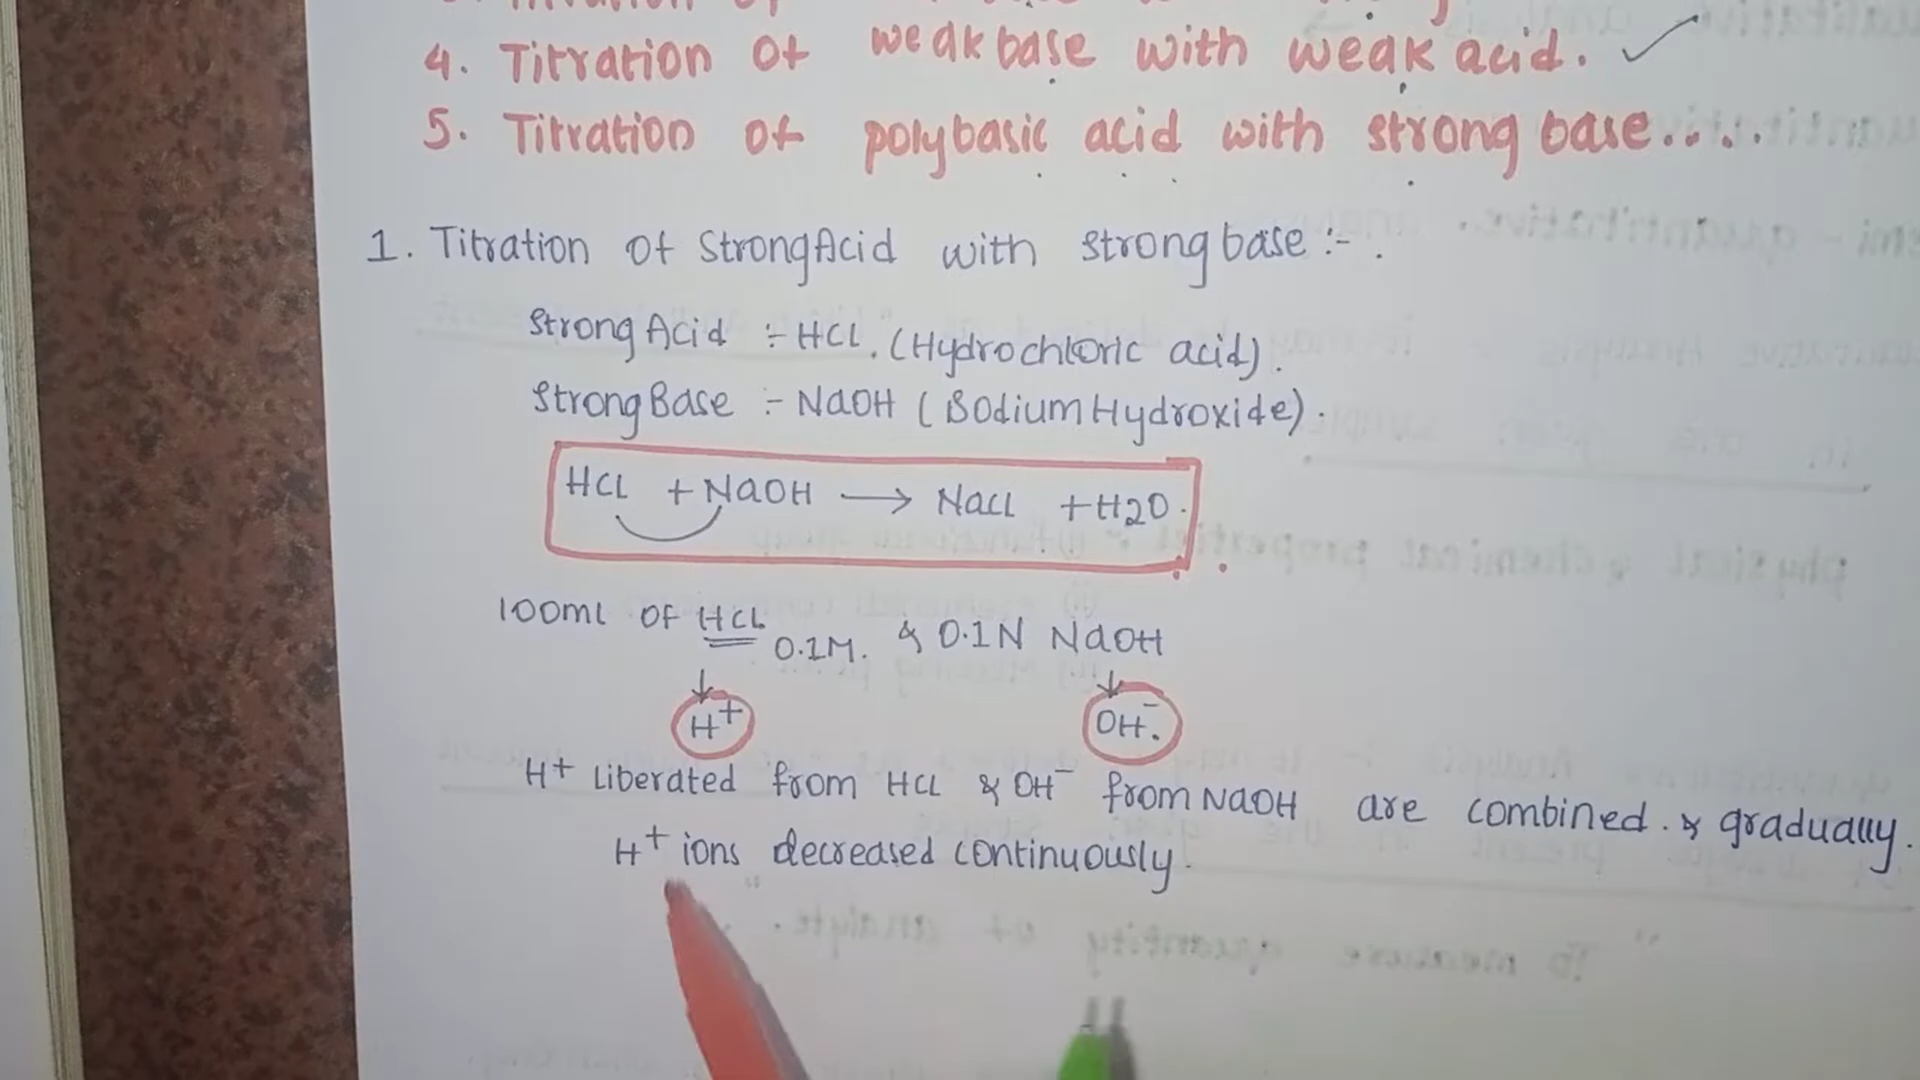 4. Titration of weak base with weak acid. ✓
5. Titration of polybasic acid with strong base....
1. Titration of Strong Acid with strong base :-.
Strong Acid :- HCl. (Hydrochloric acid).
Strong Base :- NaOH (Sodium Hydroxide).
HCl + NaOH → NaCl + H2O.
100ml of HCl 0.1M. & 0.1N NaOH
↓ ↓
H+ OH-.
H+ Liberated from HCl & OH- from NaOH are combined. & gradually.
H+ ions decreased continuously.